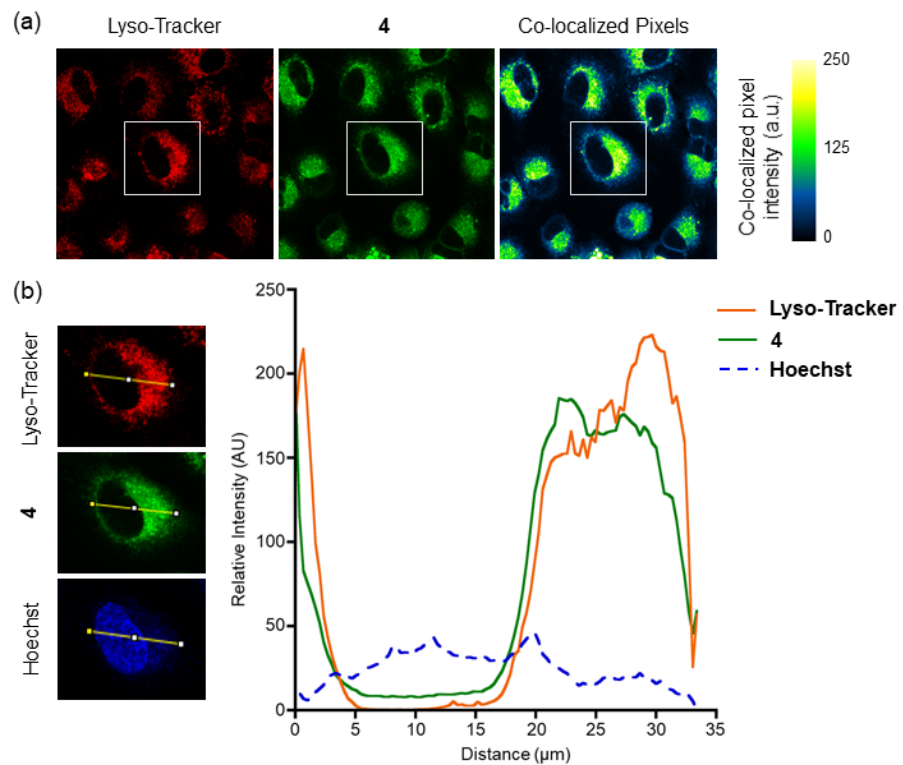 (a)
Lyso-Tracker
4
Co-localized Pixels
250
125
0
Co-localized pixel
intensity (a.u.)
(b)
Lyso-Tracker
4
Hoechst
Relative Intensity (AU)
250
200
150
100
50
0
0 5 10 15 20 25 30 35
Distance (µm)
Lyso-Tracker
4
Hoechst